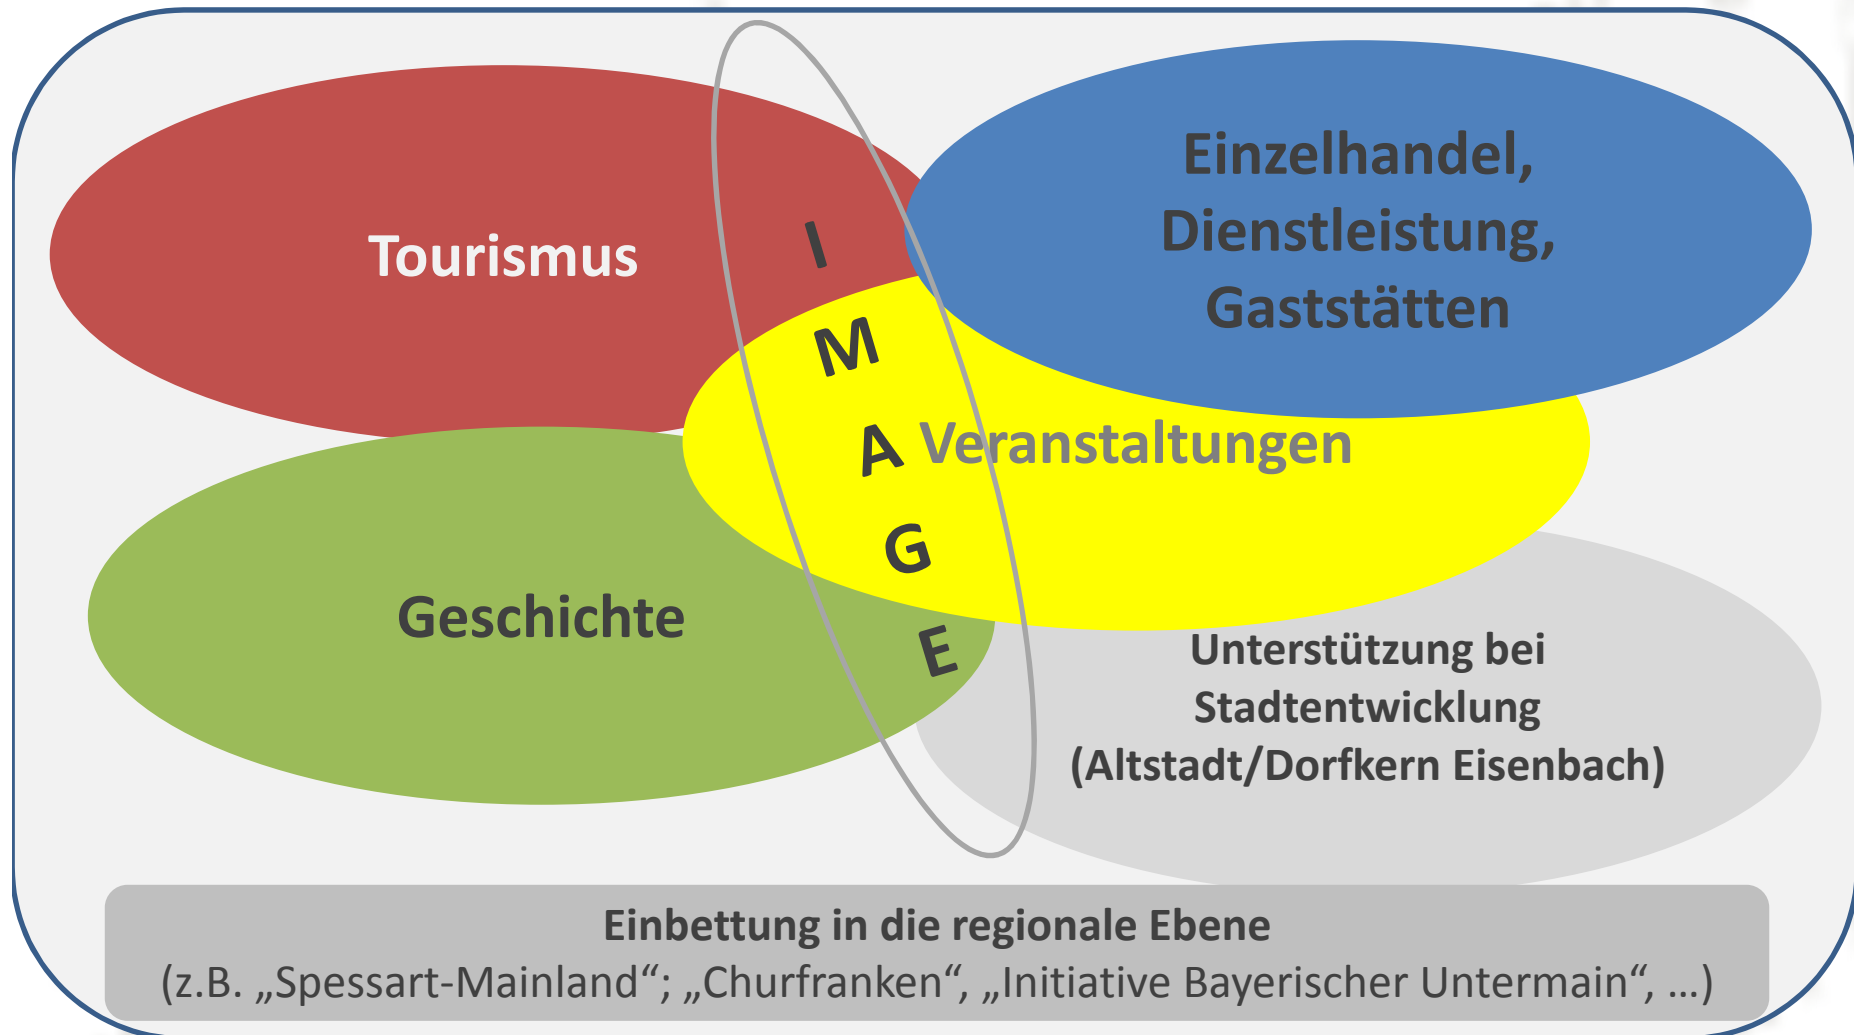 Tourismus
Einzelhandel,
Dienstleistung,
Gaststätten
I
M
A
G
E
Veranstaltungen
Geschichte
Unterstützung bei
Stadtentwicklung
(Altstadt/Dorfkern Eisenbach)
Einbettung in die regionale Ebene
(z.B. „Spessart-Mainland“; „Churfranken“, „Initiative Bayerischer Untermain“, …)